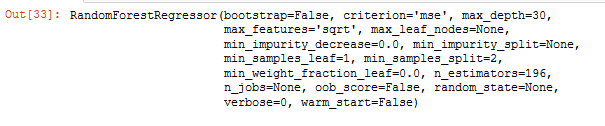 Out[33]: RandomForestRegressor(bootstrap=False, criterion='mse', max_depth=30,
max_features='sqrt', max_leaf_nodes=None,
min_impurity_decrease=0.0, min_impurity_split=None,
min_samples_leaf=1, min_samples_split=2,
min_weight_fraction_leaf=0.0, n_estimators=196,
n_jobs=None, oob_score=False, random_state=None,
verbose=0, warm_start=False)